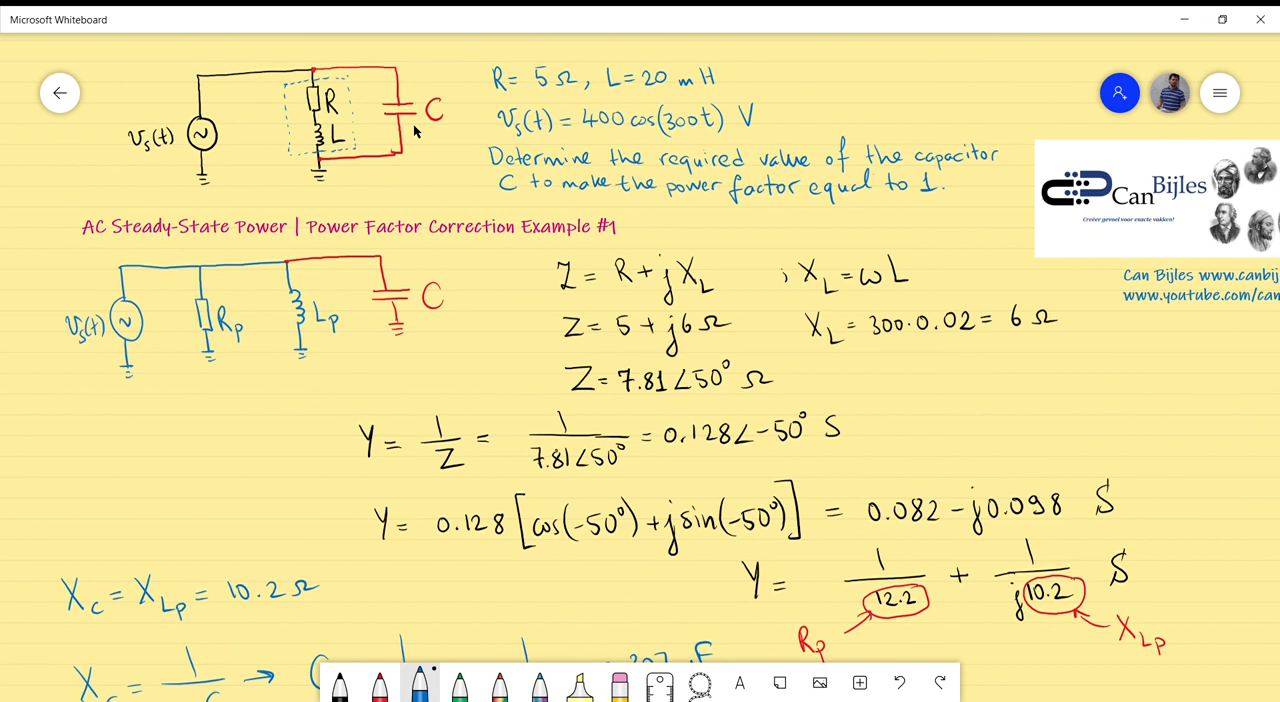 Microsoft Whiteboard
R
L
C
Vs(t)
R = 5 Ω, L = 20 mH
Vs(t) = 400 cos(300t) V
Determine the required value of the capacitor
C to make the power factor equal to 1.
CanBijles
Creëer gevoel voor exacte vakken!
AC Steady-State Power | Power Factor Correction Example #1
Can Bijles www.canbij
www.youtube.com/can
Vs(t)
Rp
Lp
C
Z = R + jXL ; XL = ωL
Z = 5 + j6 Ω XL = 300·0.02 = 6 Ω
Z = 7.81∠50° Ω
Y = 1/Z = 1/7.81∠50° = 0.128∠-50° S
Y = 0.128 [cos(-50°) + j sin(-50°)] = 0.082 - j0.098 S
Y = 1/12.2 + 1/j10.2 S
Rp
XLp
Xc = XLp = 10.2 Ω
Xc = 1 →
A